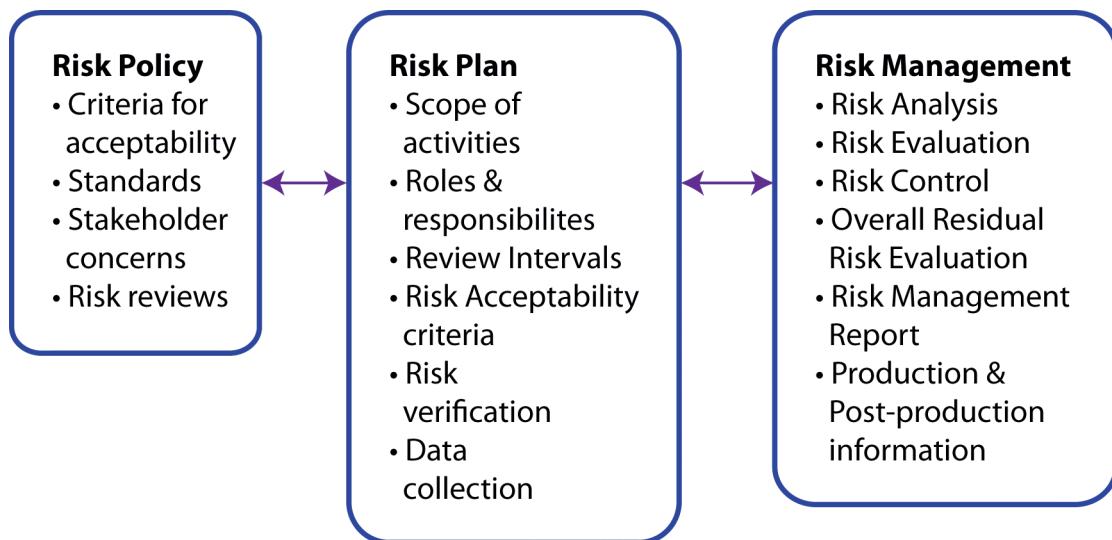 Risk Policy
• Criteria for
acceptability
• Standards
• Stakeholder
concerns
• Risk reviews
Risk Plan
• Scope of
activities
• Roles &
responsibilites
• Review Intervals
• Risk Acceptability
criteria
• Risk
verification
• Data
collection
Risk Management
• Risk Analysis
• Risk Evaluation
• Risk Control
• Overall Residual
Risk Evaluation
• Risk Management
Report
• Production &
Post-production
information